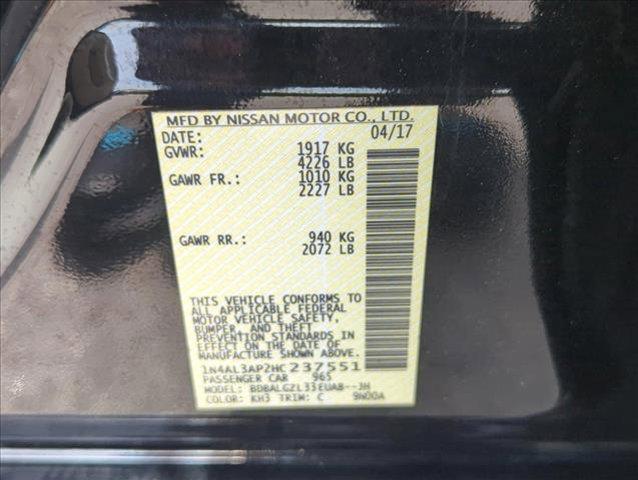 MFD BY NISSAN MOTOR CO., LTD.
DATE: 04/17
GVWR: 1917 KG
4226 LB
GAWR FR.: 1010 KG
2227 LB
GAWR RR.: 940 KG
2072 LB
THIS VEHICLE CONFORMS TO
ALL APPLICABLE FEDERAL
MOTOR VEHICLE SAFETY,
BUMPER, AND THEFT
PREVENTION STANDARDS IN
EFFECT ON THE DATE OF
MANUFACTURE SHOWN ABOVE.
1N4AL3AP2HC237551
PASSENGER CAR 965
MODEL: BDBALGZL33EUAB--JH
COLOR: KH3 TRIM: C 9N00A